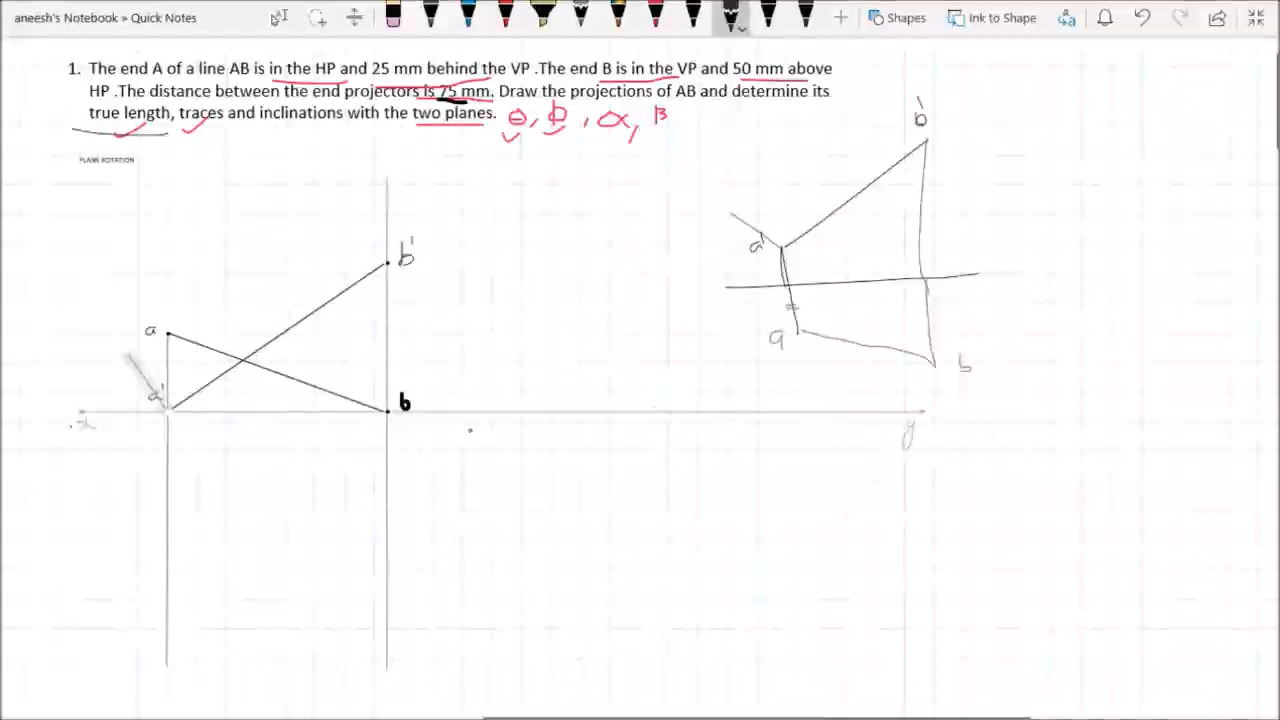 aneesh's Notebook » Quick Notes
Shapes
Ink to Shape
1. The end A of a line AB is in the HP and 25 mm behind the VP .The end B is in the VP and 50 mm above
HP .The distance between the end projectors is 75 mm. Draw the projections of AB and determine its
true length, traces and inclinations with the two planes.
θ, Φ, α, β
PLANE ROTATION
b'
b'
a'
a
a
b
a'
b
x
y